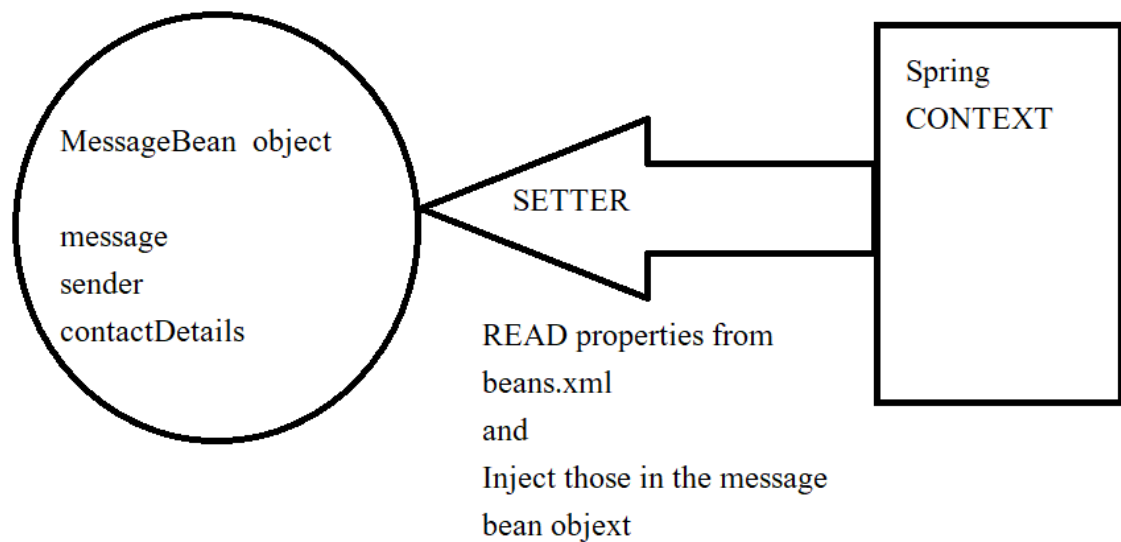 MessageBean object
message
sender
contactDetails
SETTER
READ properties from
beans.xml
and
Inject those in the message
bean objext
Spring
CONTEXT